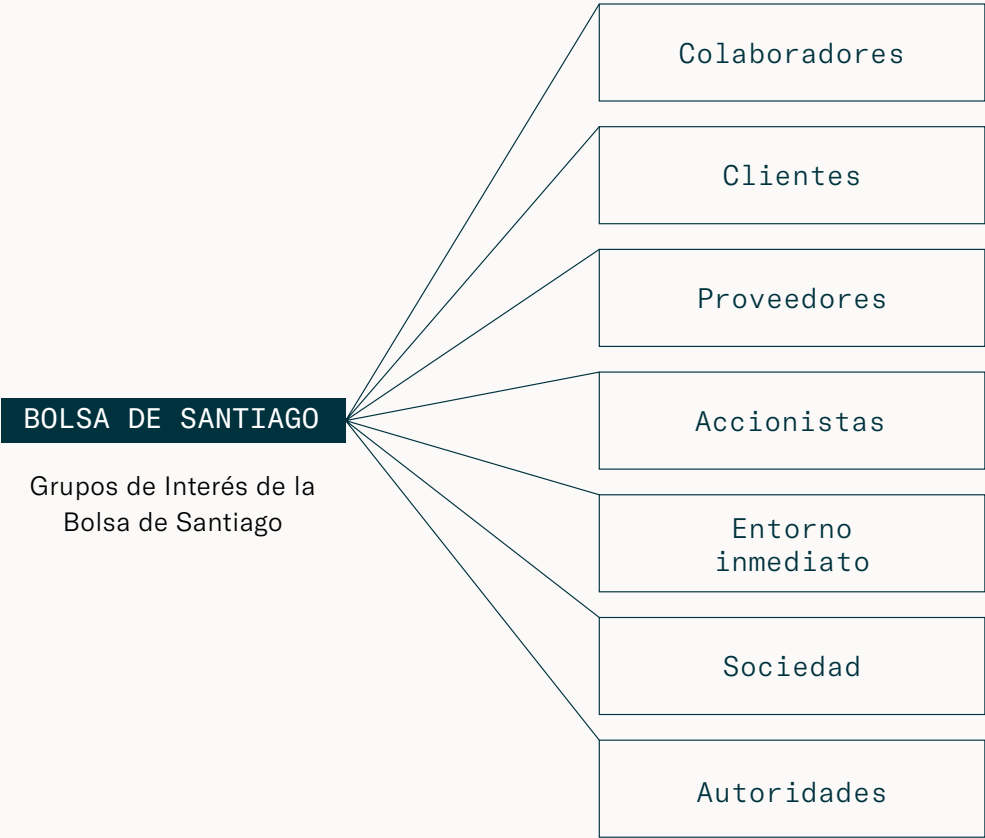 Colaboradores
Clientes
Proveedores
Accionistas
BOLSA DE SANTIAGO
Grupos de Interés de la
Bolsa de Santiago
Entorno
inmediato
Sociedad
Autoridades